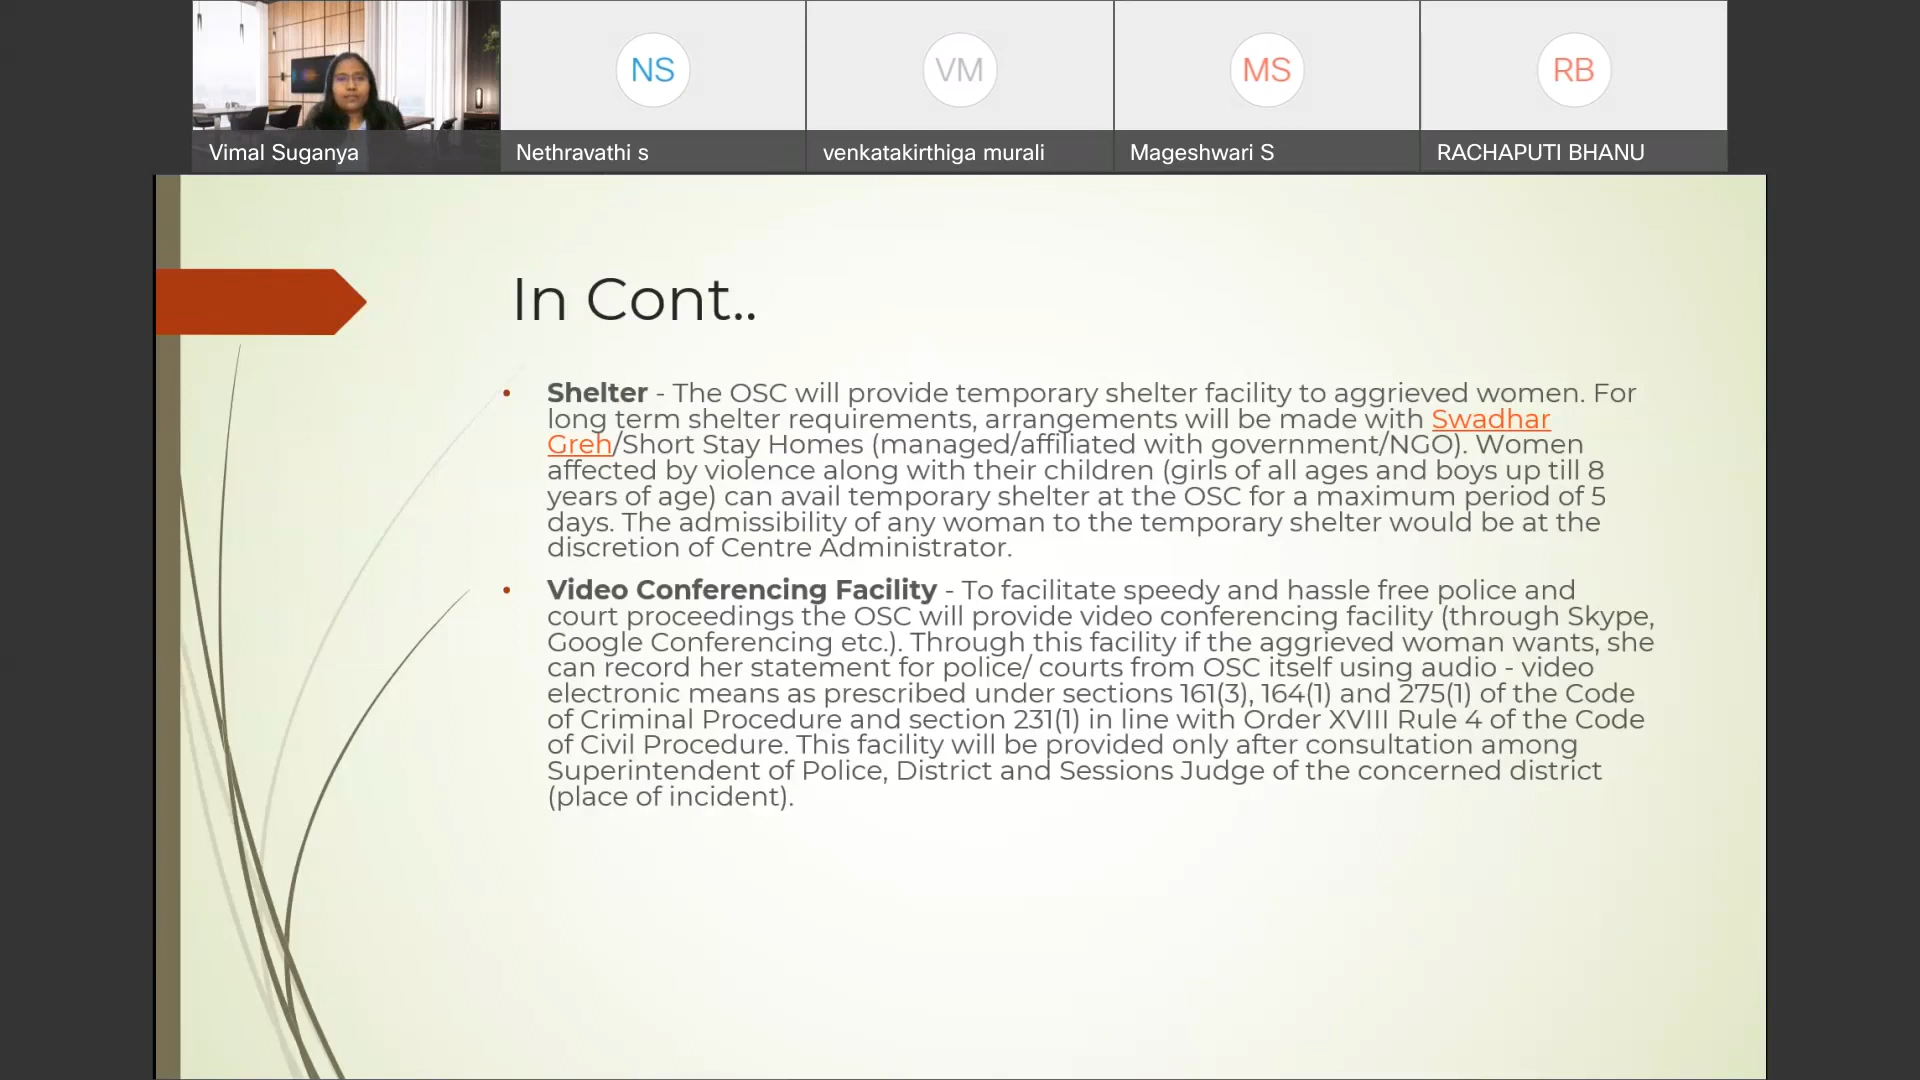 NS
VM
MS
RB
Vimal Suganya
Nethravathi s
venkatakirthiga murali
Mageshwari S
RACHAPUTI BHANU
In Cont..
• Shelter - The OSC will provide temporary shelter facility to aggrieved women. For
long term shelter requirements, arrangements will be made with Swadhar
Greh/Short Stay Homes (managed/affiliated with government/NGO). Women
affected by violence along with their children (girls of all ages and boys up till 8
years of age) can avail temporary shelter at the OSC for a maximum period of 5
days. The admissibility of any woman to the temporary shelter would be at the
discretion of Centre Administrator.
• Video Conferencing Facility - To facilitate speedy and hassle free police and
court proceedings the OSC will provide video conferencing facility (through Skype,
Google Conferencing etc.). Through this facility if the aggrieved woman wants, she
can record her statement for police/ courts from OSC itself using audio - video
electronic means as prescribed under sections 161(3), 164(1) and 275(1) of the Code
of Criminal Procedure and section 231(1) in line with Order XVIII Rule 4 of the Code
of Civil Procedure. This facility will be provided only after consultation among
Superintendent of Police, District and Sessions Judge of the concerned district
(place of incident).